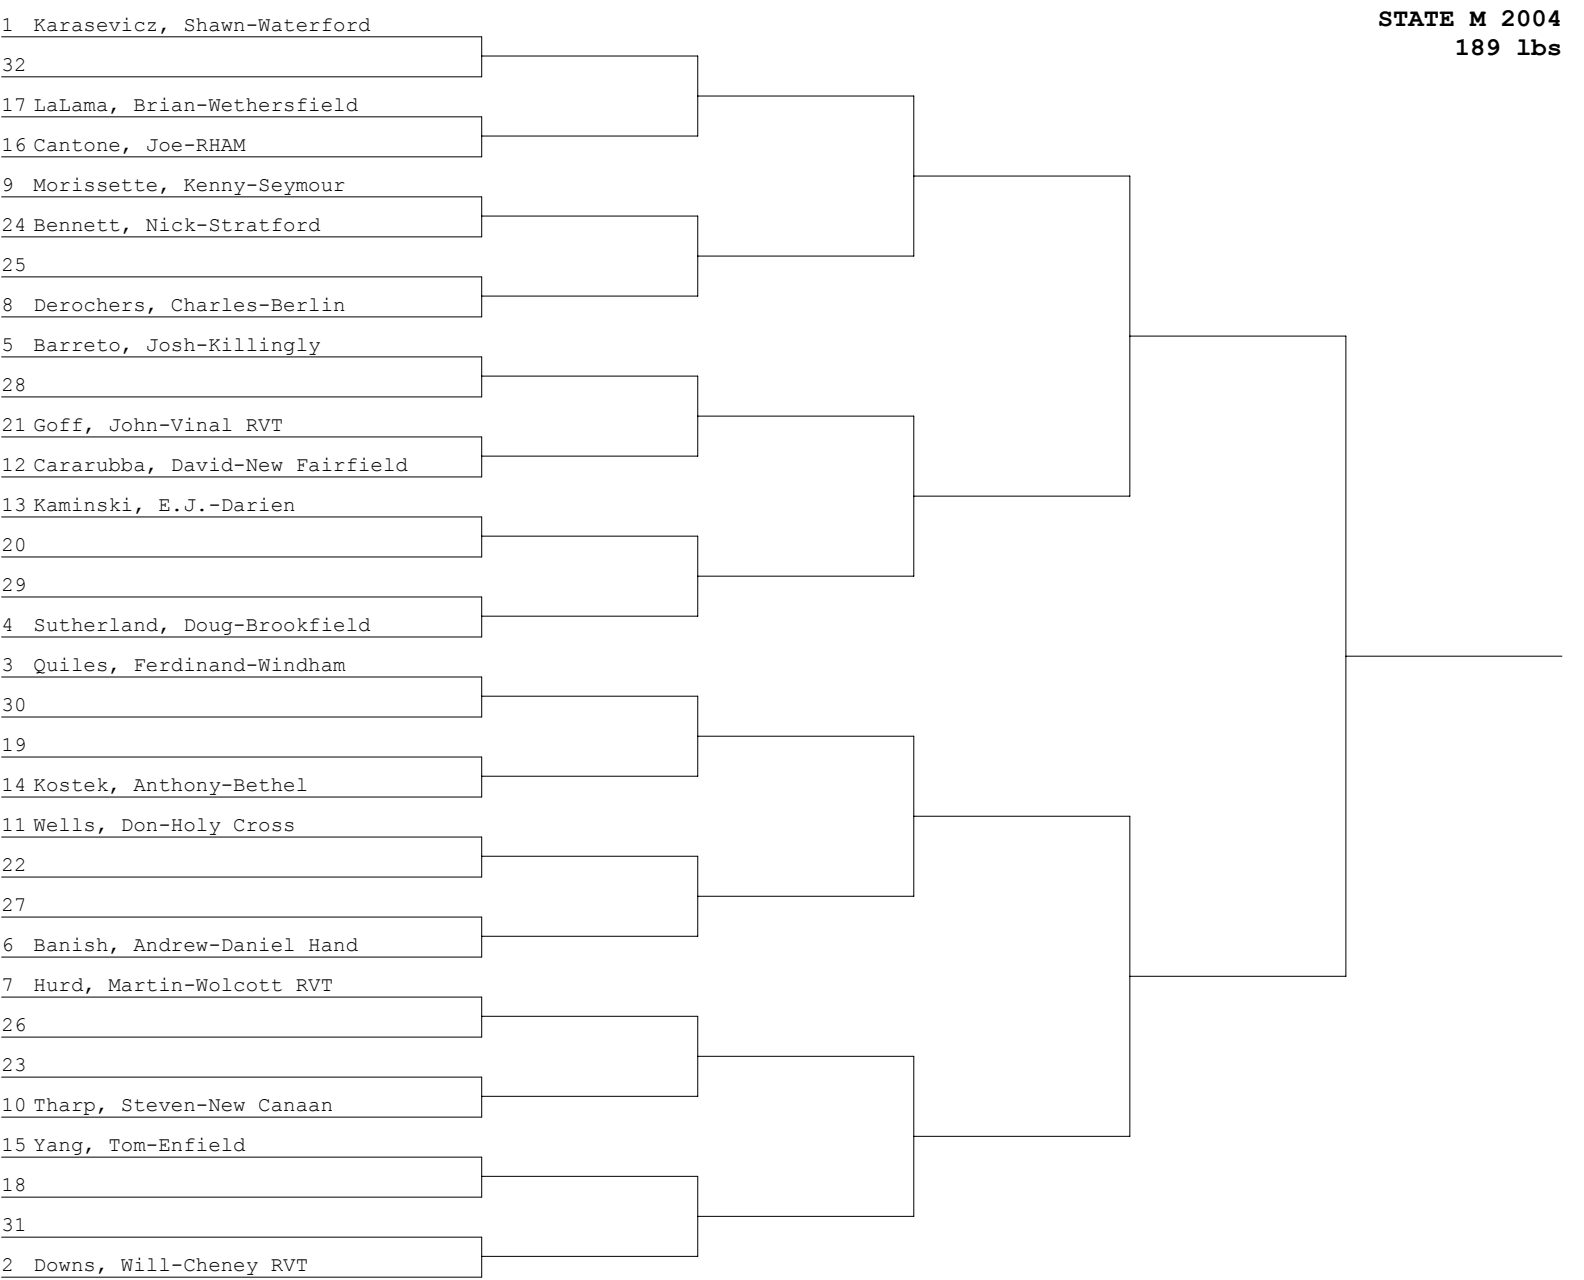 STATE M 2004
189 lbs
1 Karasevicz, Shawn-Waterford
32
17 LaLama, Brian-Wethersfield
16 Cantone, Joe-RHAM
9 Morissette, Kenny-Seymour
24 Bennett, Nick-Stratford
25
8 Derochers, Charles-Berlin
5 Barreto, Josh-Killingly
28
21 Goff, John-Vinal RVT
12 Cararubba, David-New Fairfield
13 Kaminski, E.J.-Darien
20
29
4 Sutherland, Doug-Brookfield
3 Quiles, Ferdinand-Windham
30
19
14 Kostek, Anthony-Bethel
11 Wells, Don-Holy Cross
22
27
6 Banish, Andrew-Daniel Hand
7 Hurd, Martin-Wolcott RVT
26
23
10 Tharp, Steven-New Canaan
15 Yang, Tom-Enfield
18
31
2 Downs, Will-Cheney RVT